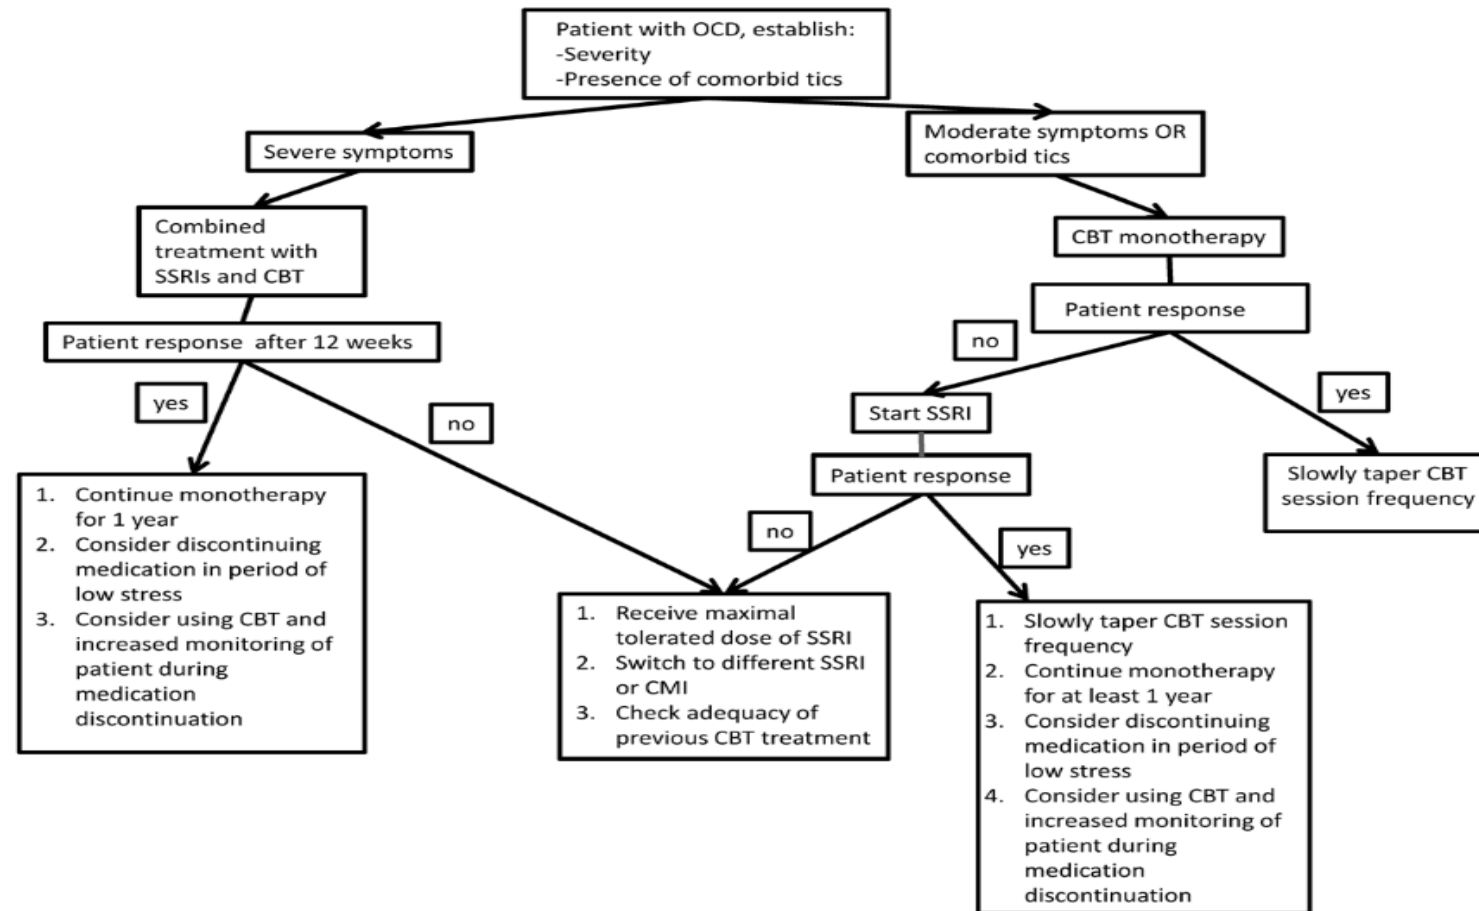 Patient with OCD, establish:
-Severity
-Presence of comorbid tics
Severe symptoms
Moderate symptoms OR
comorbid tics
Combined
treatment with
SSRIs and CBT
CBT monotherapy
Patient response after 12 weeks
Patient response
no
yes
yes
no
Start SSRI
Patient response
Slowly taper CBT
session frequency
no
yes
1. Continue monotherapy
for 1 year
2. Consider discontinuing
medication in period of
low stress
3. Consider using CBT and
increased monitoring of
patient during
medication
discontinuation
1. Receive maximal
tolerated dose of SSRI
2. Switch to different SSRI
or CMI
3. Check adequacy of
previous CBT treatment
1. Slowly taper CBT session
frequency
2. Continue monotherapy
for at least 1 year
3. Consider discontinuing
medication in period of
low stress
4. Consider using CBT and
increased monitoring of
patient during
medication
discontinuation